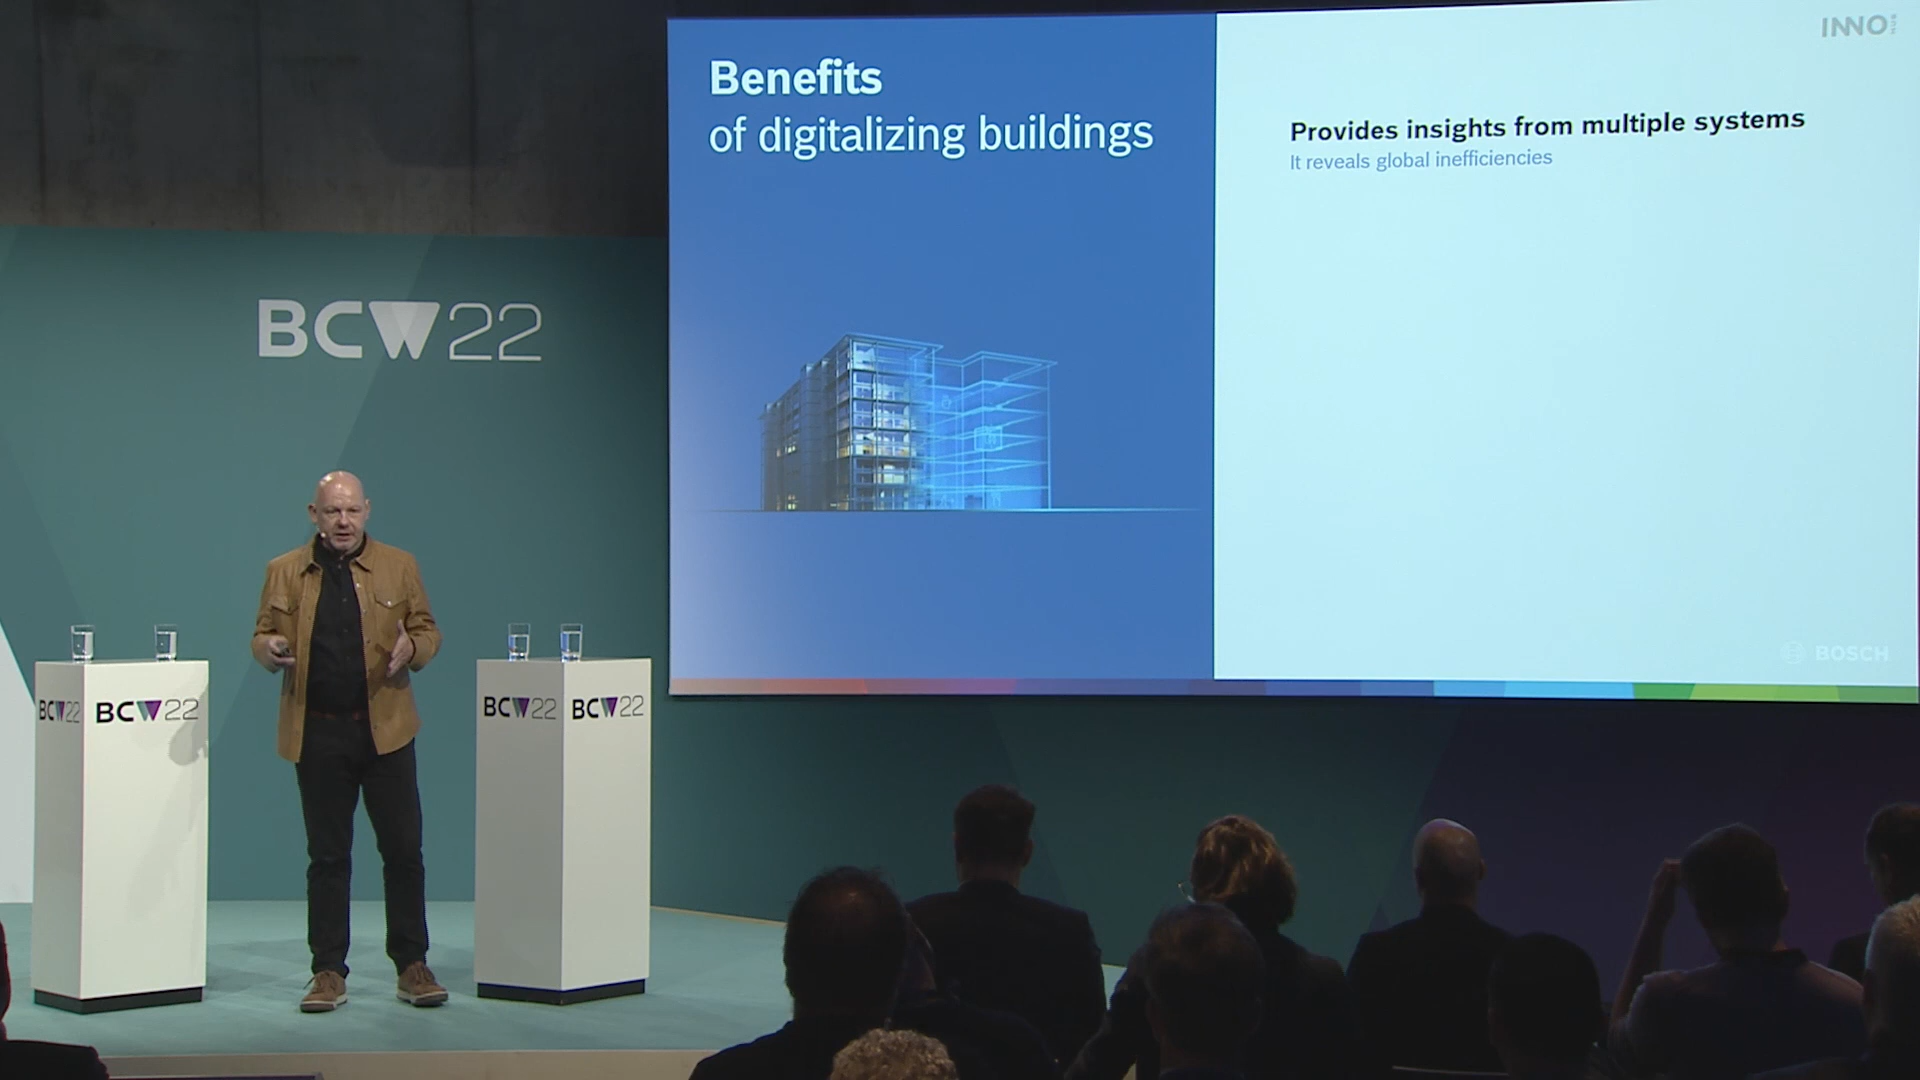 Benefits
of digitalizing buildings
INNO
Provides insights from multiple systems
It reveals global inefficiencies
BOSCH
BCW22
BCW22
BCW22
BCW22
BCW22